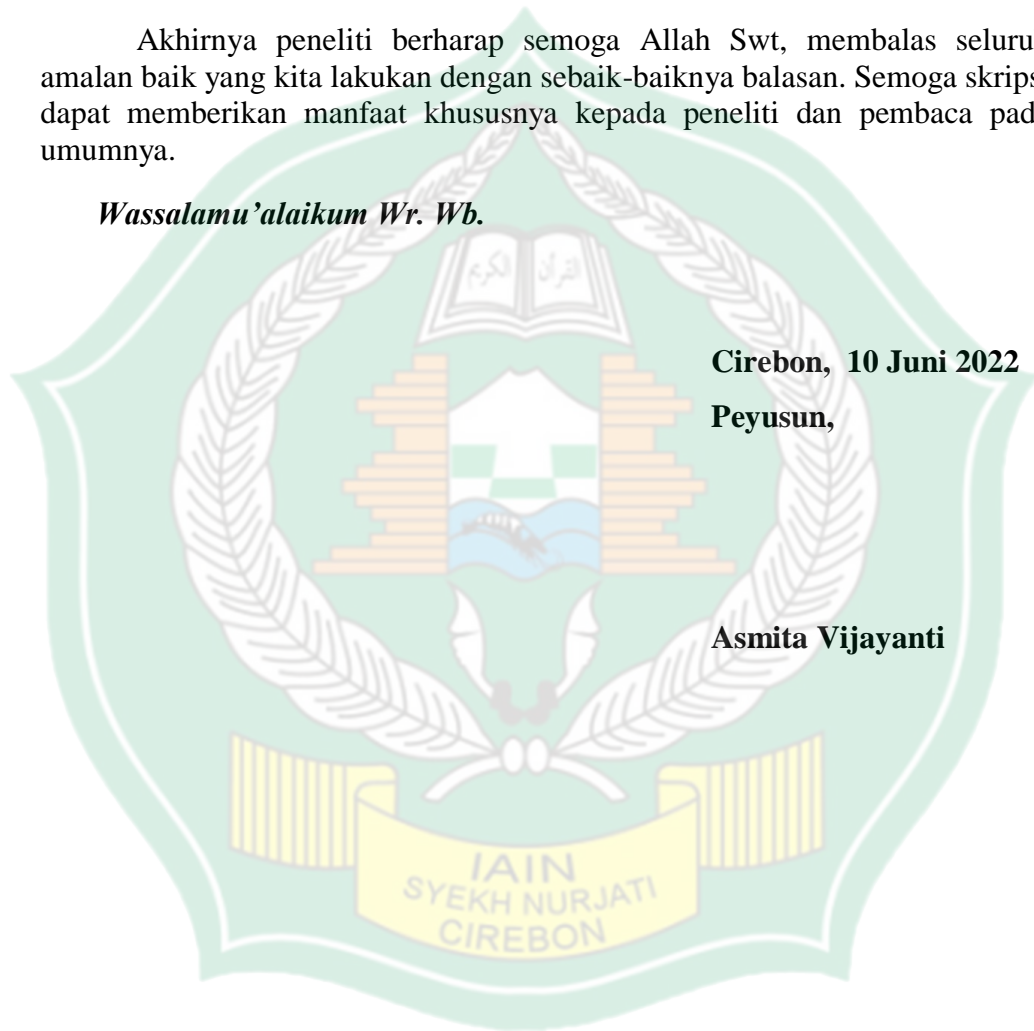 Akhirnya peneliti berharap semoga Allah Swt, membalas seluru
amalan baik yang kita lakukan dengan sebaik-baiknya balasan. Semoga skrips
dapat memberikan manfaat khususnya kepada peneliti dan pembaca pad
umumnya.
Wassalamu’alaikum Wr. Wb.
القرآن الكريم
Cirebon, 10 Juni 2022
Peyusun,
Asmita Vijayanti
IAIN
SYEKH NURJATI
CIREBON